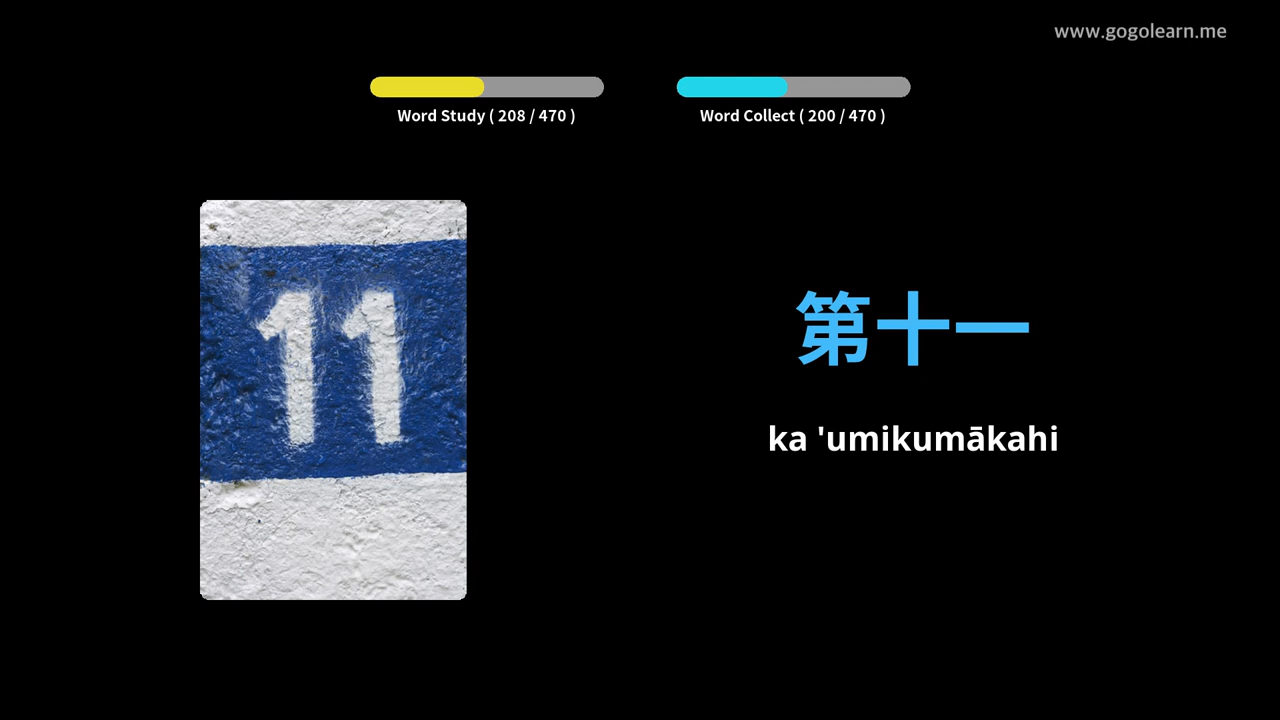 www.gogolearn.me
Word Study ( 208 / 470 )
Word Collect ( 200 / 470 )
11
第十一
ka 'umikumākahi